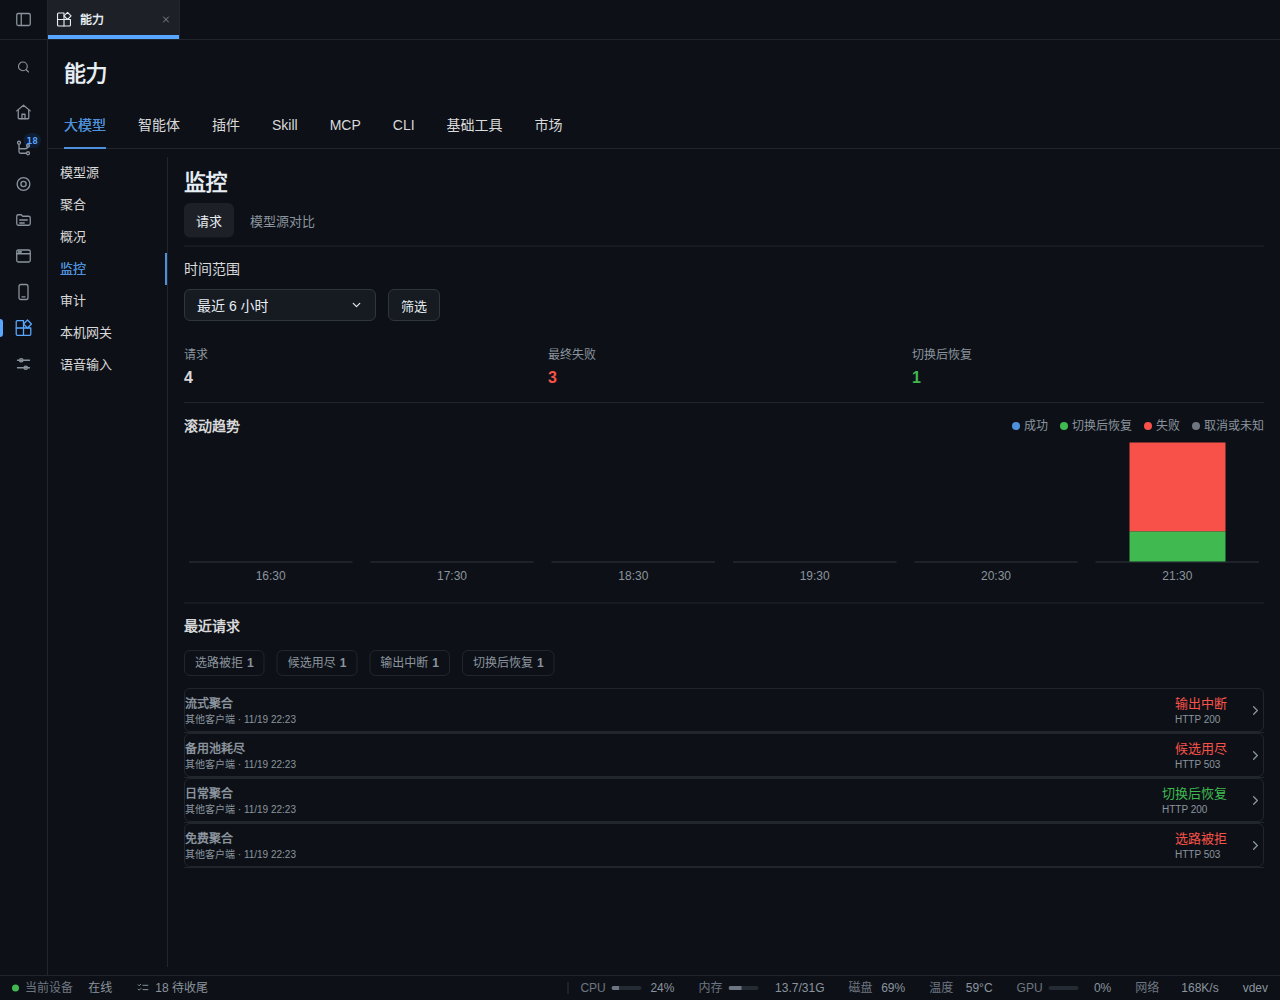 能力
能力
大模型 智能体 插件 Skill MCP CLI 基础工具 市场
18
模型源
聚合
概况
监控
审计
本机网关
语音输入
监控
请求 模型源对比
时间范围
最近 6 小时 筛选
请求 最终失败 切换后恢复
4 3 1
滚动趋势 成功 切换后恢复 失败 取消或未知
16:30 17:30 18:30 19:30 20:30 21:30
最近请求
选路被拒 1 候选用尽 1 输出中断 1 切换后恢复 1
流式聚合 输出中断
其他客户端 · 11/19 22:23 HTTP 200
备用池耗尽 候选用尽
其他客户端 · 11/19 22:23 HTTP 503
日常聚合 切换后恢复
其他客户端 · 11/19 22:23 HTTP 200
免费聚合 选路被拒
其他客户端 · 11/19 22:23 HTTP 503
当前设备 在线 18 待收尾 CPU 24% 内存 13.7/31G 磁盘 69% 温度 59°C GPU 0% 网络 168K/s vdev